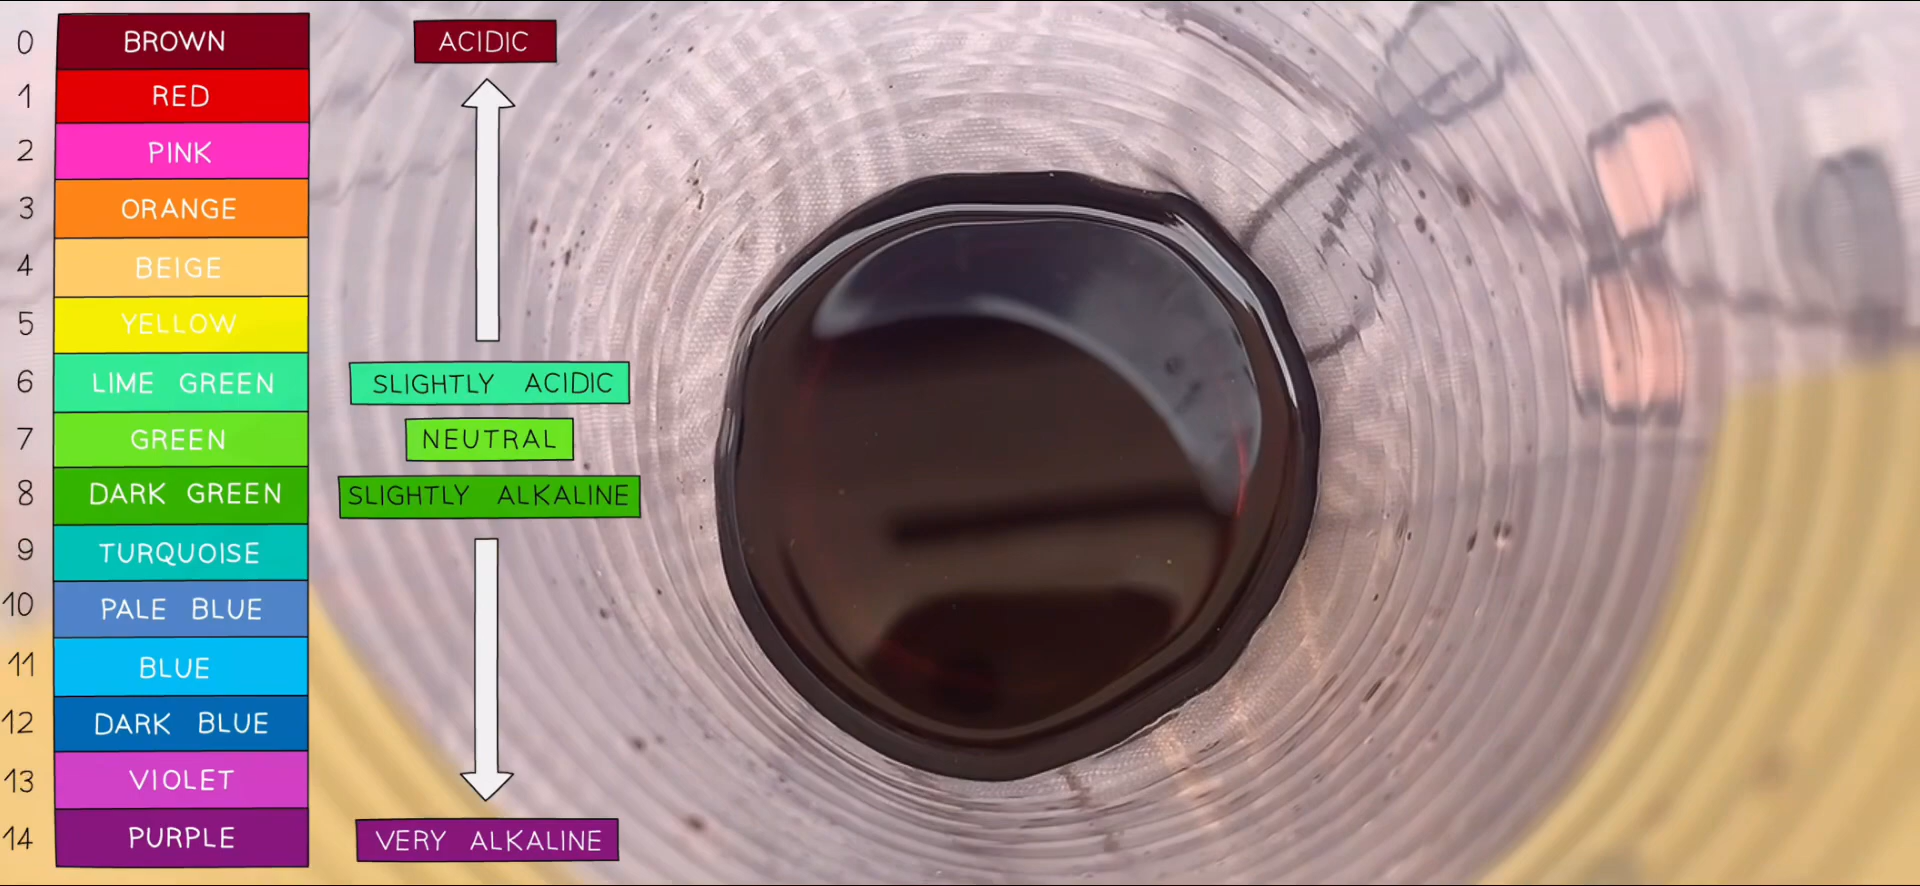 0 BROWN
ACIDIC
1 RED
2 PINK
3 ORANGE
4 BEIGE
5 YELLOW
6 LIME GREEN
SLIGHTLY ACIDIC
7 GREEN
NEUTRAL
8 DARK GREEN
SLIGHTLY ALKALINE
9 TURQUOISE
10 PALE BLUE
11 BLUE
12 DARK BLUE
13 VIOLET
14 PURPLE
VERY ALKALINE